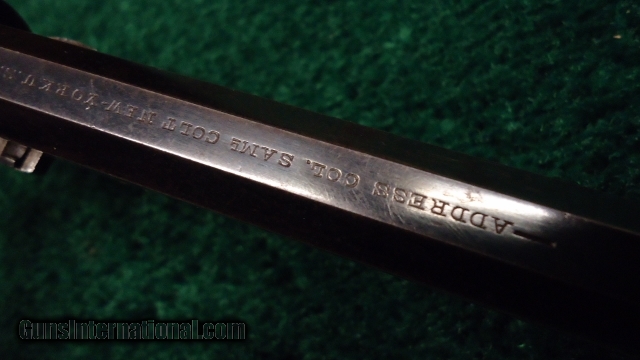 —ADDRESS COL. SAML COLT NEW-YORK U.S.
GunsInternational.com